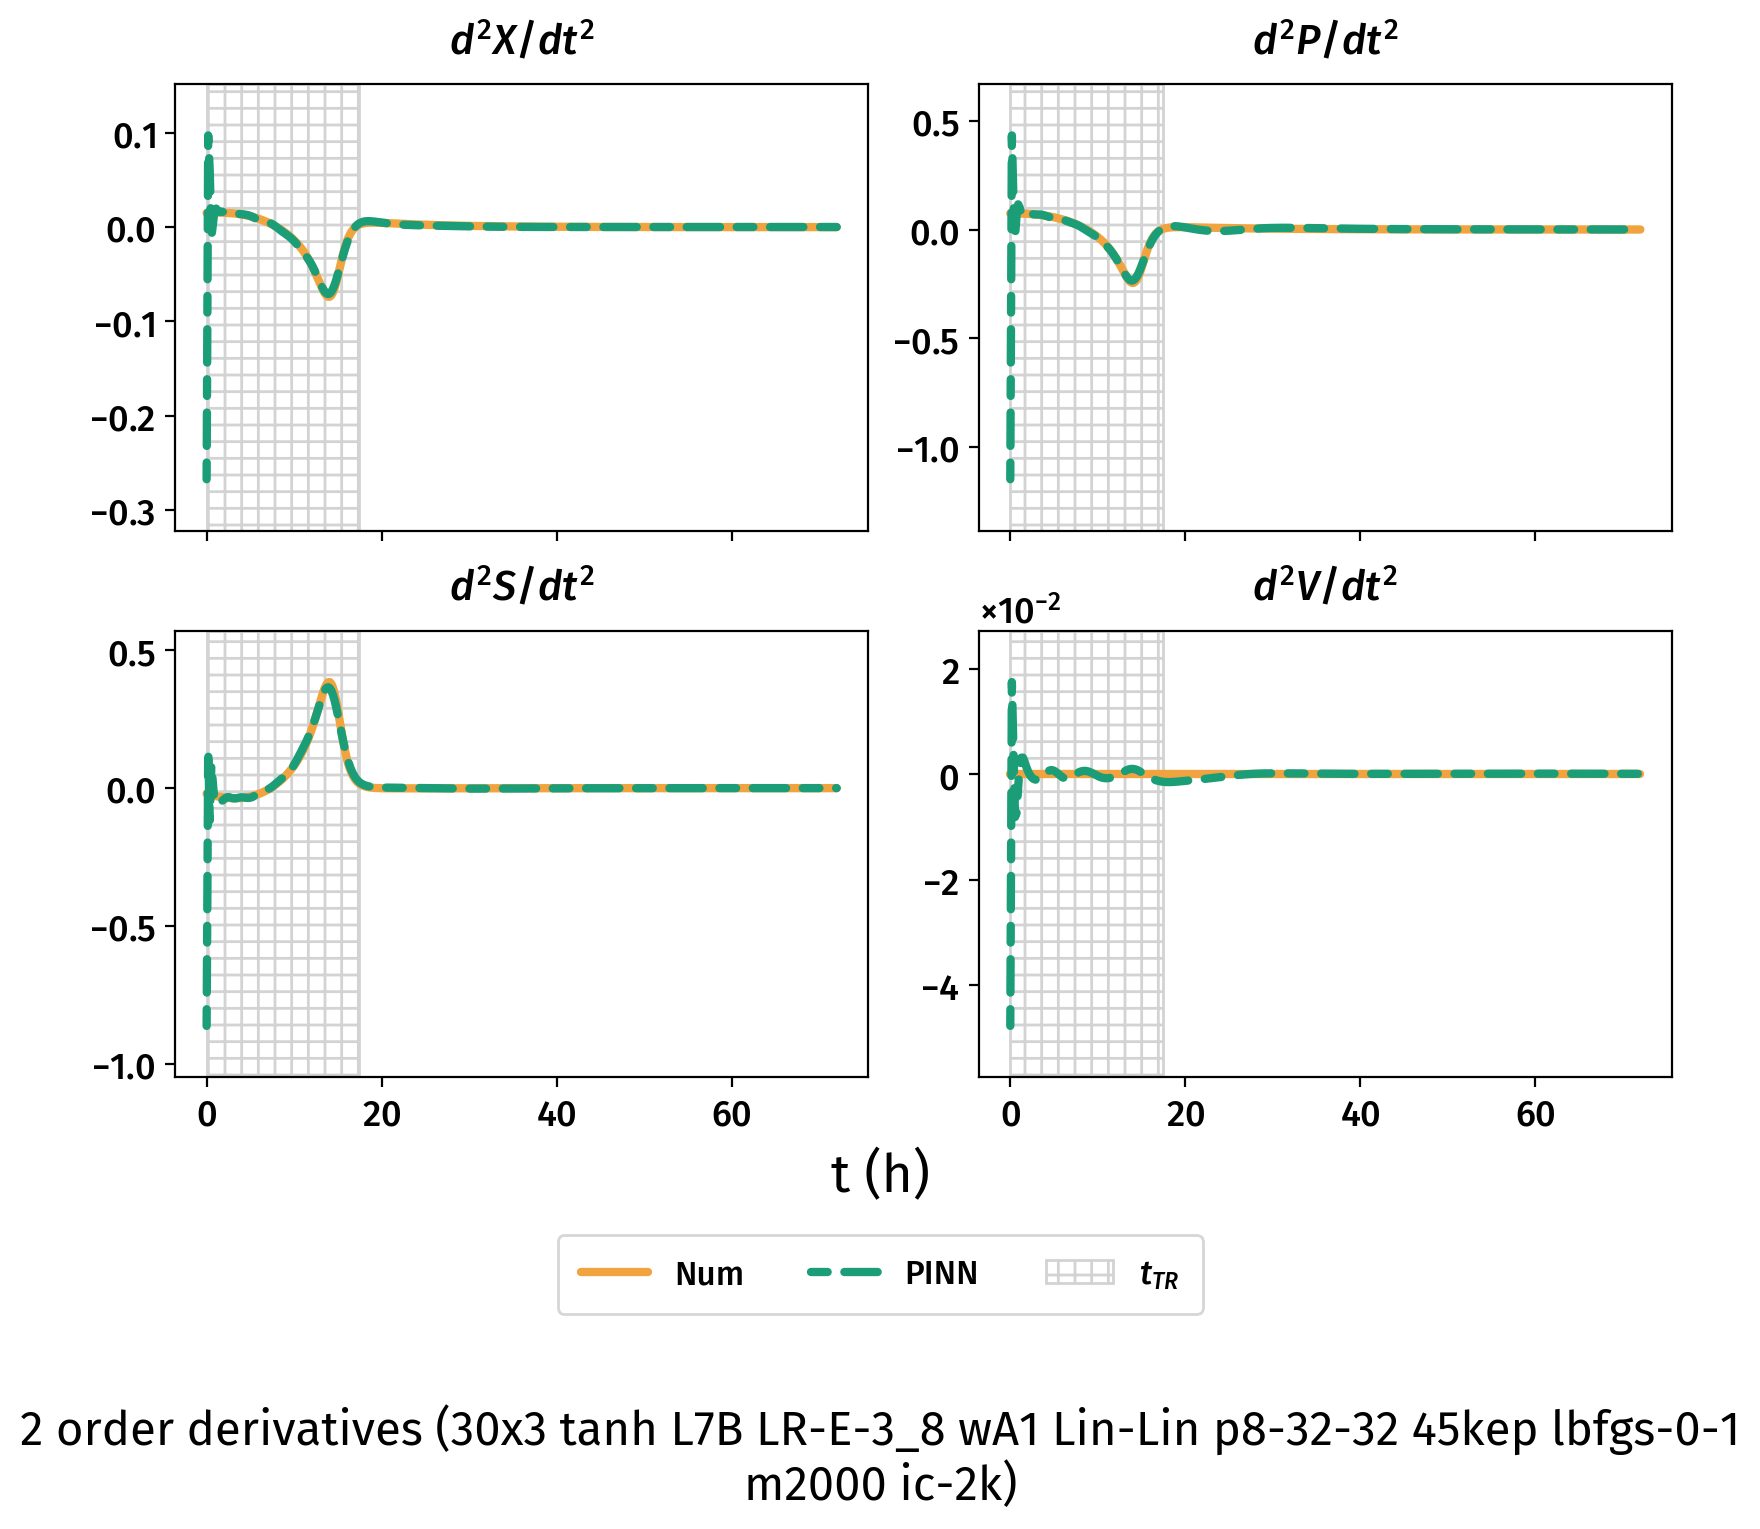 d²X/dt²
d²P/dt²
0.1
0.0
−0.1
−0.2
−0.3
0.5
0.0
−0.5
−1.0
d²S/dt²
d²V/dt²
×10⁻²
0.5
0.0
−0.5
−1.0
0
20
40
60
2
0
−2
−4
0
20
40
60
t (h)
Num
PINN
t_TR
2 order derivatives (30x3 tanh L7B LR-E-3_8 wA1 Lin-Lin p8-32-32 45kep lbfgs-0-1
m2000 ic-2k)